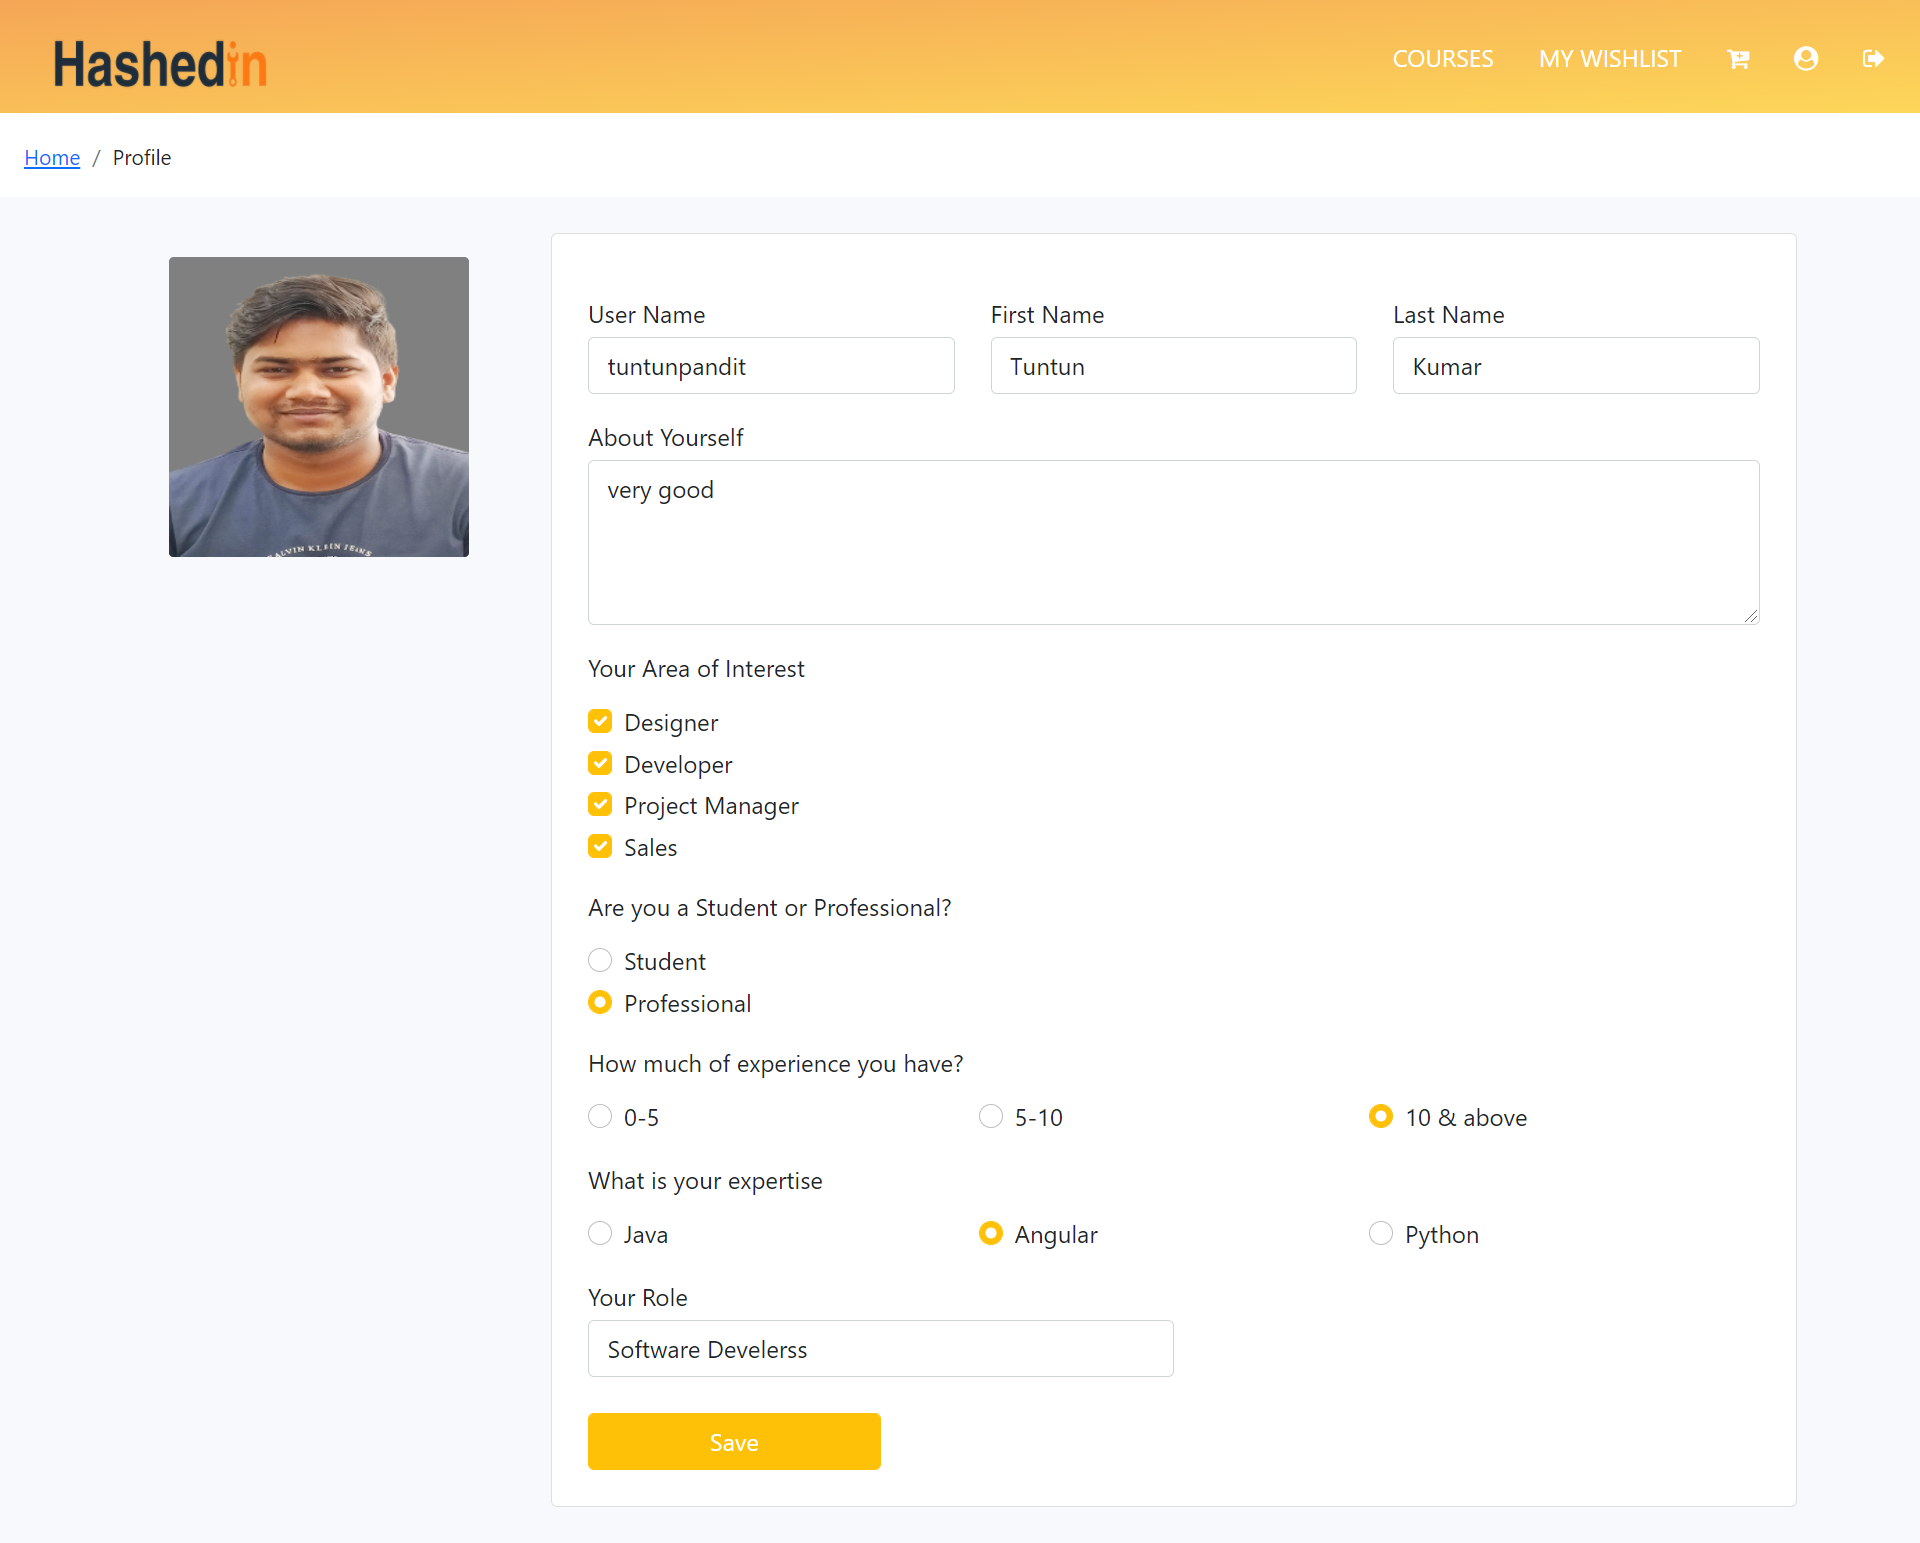 Hashedin
COURSES MY WISHLIST
Home / Profile
User Name First Name Last Name
tuntunpandit Tuntun Kumar
About Yourself
very good
CALVIN KLEIN JEANS
Your Area of Interest
Designer
Developer
Project Manager
Sales
Are you a Student or Professional?
Student
Professional
How much of experience you have?
0-5 5-10 10 & above
What is your expertise
Java Angular Python
Your Role
Software Develerss
Save